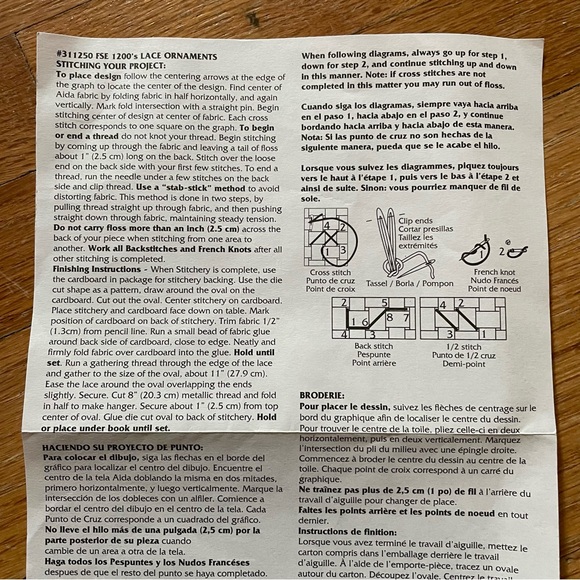 #311250 FSE 1200's LACE ORNAMENTS
STITCHING YOUR PROJECT:
To place design follow the centering arrows at the edge of
the graph to locate the center of the design. Find center of
Aida fabric by folding fabric in half horizontally, and again
vertically. Mark fold intersection with a straight pin. Begin
stitching center of design at center of fabric. Each cross
stitch corresponds to one square on the graph. To begin
or end a thread do not knot your thread. Begin stitching
by coming up through fabric and leaving a tail of floss
about 1" (2.5 cm) long on the back. Stitch over the loose
end on the back side with your first few stitches. To end a
thread, run the needle under a few stitches on the back
side and clip thread. Use a "stab-stick" method to avoid
distorting fabric. This method is done in two steps, by
pulling thread straight up through fabric, and then pushing
straight down through fabric, maintaining steady tension.
Do not carry floss more than an inch (2.5 cm) across the
back of your piece when stitching from one area to
another. Work all Backstitches and French Knots after all
other stitching is completed.
Finishing Instructions - When Stitchery is complete, use
the cardboard in package for stitchery backing. Use the die
cut shape as a pattern, draw around the oval on the
cardboard. Cut out the oval. Center stitchery on cardboard.
Place stitchery and cardboard face down on table. Mark
position of cardboard on back of stitchery. Trim fabric 1/2"
(1.3cm) from pencil line. Run a small bead of fabric glue
around back side of cardboard, close to edge. Neatly and
firmly fold fabric over cardboard into the glue. Hold until
set. Run a gathering thread through the edge of the lace
and gather to the size of the oval, about 11" (27.9 cm).
Ease the lace around the oval overlapping the ends
slightly. Secure. Cut 8" (20.3 cm) metallic thread and fold
in half to make hanger. Secure about 1" (2.5 cm) from top
center of oval. Glue die cut oval to back of stitchery. Hold
or place under book until set.
HACIENDO SU PROYECTO DE PUNTO:
Para colocar el dibujo, siga las flechas en el borde del
gráfico para localizar el centro del dibujo. Encuentre el
centro de la tela Aida doblando la misma en dos mitades,
primero horizontalmente, y luego verticalmente. Marque la
intersección de los dobleces con un alfiler. Comience a
bordar el centro del dibujo en el centro de la tela. Cada
Punto de Cruz corresponde a un cuadrado del gráfico.
No lleve el hilo más de una pulgada (2,5 cm) por la
parte posterior de su pieza cuando
cambie de un area a otra de la tela.
Haga todos los Pespuntes y los Nudos Francéses
despues de que el resto del punto se haya completado.
When following diagrams, always go up for step 1,
down for step 2, and continue stitching up and down
in this manner. Note: If cross stitches are not
completed in this matter you may run out of floss.
Cuando siga los diagramas, siempre vaya hacia arriba
en el paso 1, hacia abajo en el paso 2, y continue
bordando hacia arriba y hacia abajo de esta manera.
Nota: Si las punto de cruz no son hechas de la
siguiente manera, pueda que se le acabe el hilo.
Lorsque vous suivez les diagrammes, piquez toujours
vers le haut à l'étape 1, puis vers le bas à l'étape 2 et
ainsi de suite. Sinon: vous pourriez manquer de fil de
sole.
2
4
1 3
Cross stitch
Punto de cruz
Point de croix
Clip ends
Cortar presillas
Taillez les
extrémités
Tassel / Borla / Pompon
1 2
French knot
Nudo Francés
Point de noeud
2 5
1 6 8 7
4 3
Back stitch
Pespunte
Point arrière
4 2
3 1
1/2 stitch
Punto de 1/2 cruz
Demi-point
BRODERIE:
Pour placer le dessin, suivez les flèches de centrage sur le
bord du graphique afin de localiser le centre du dessin.
Pour trouver le centre de la toile, pliez celle-ci en deux
horizontalement, puis en deux verticalement. Marquez
l'intersection du pli du milieu avec une épingle droite.
Commencez à broder le centre du dessin au centre de la
toile. Chaque point de croix correspond à un carré du
graphique.
Ne traînez pas plus de 2,5 cm (1 po) de fil à l'arrière du
travail d'aiguille pour changer de place.
Faites les points arrière et les points de noeud en tout
dernier.
Instructions de finition:
Lorsque vous avez terminé le travail d'aiguille, mettez le
carton compris dans l'emballage derrière le travail
d'aiguille. À l'aide de l'emporte-pièce, tracez un ovale
autour du carton. Découpez l'ovale. Centrez le travail